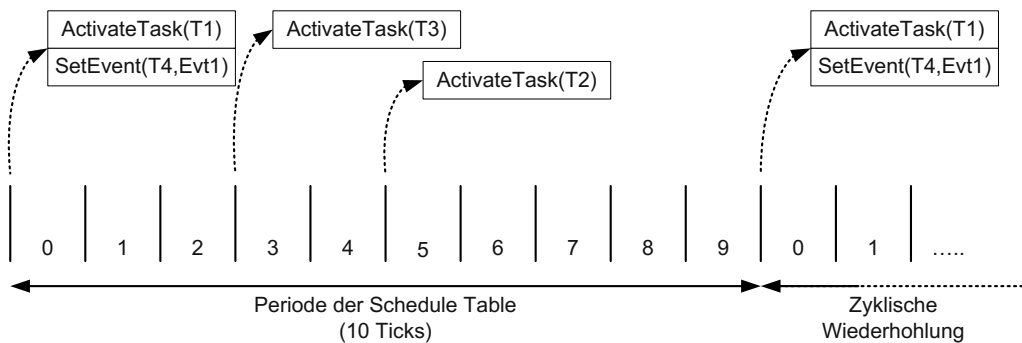 ActivateTask(T1)
SetEvent(T4,Evt1)
ActivateTask(T3)
ActivateTask(T2)
ActivateTask(T1)
SetEvent(T4,Evt1)
0 1 2 3 4 5 6 7 8 9 0 1 .....
Periode der Schedule Table
(10 Ticks)
Zyklische
Wiederhohlung